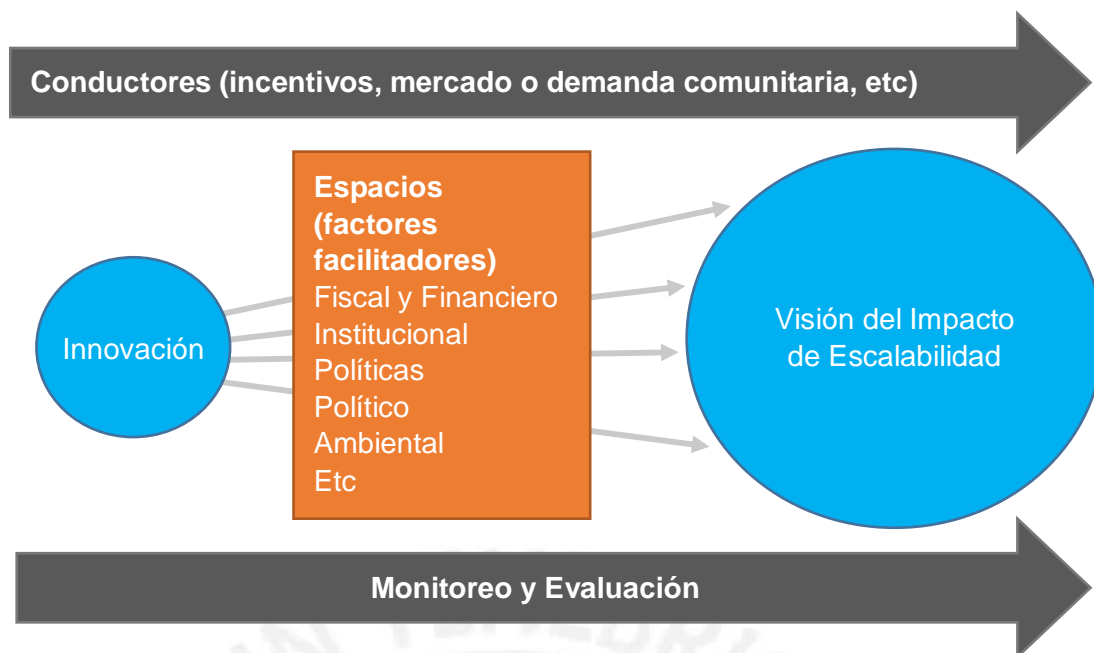 Conductores (incentivos, mercado o demanda comunitaria, etc)
Espacios
(factores
facilitadores)
Fiscal y Financiero
Institucional
Políticas
Político
Ambiental
Etc
Innovación
Visión del Impacto
de Escalabilidad
Monitoreo y Evaluación